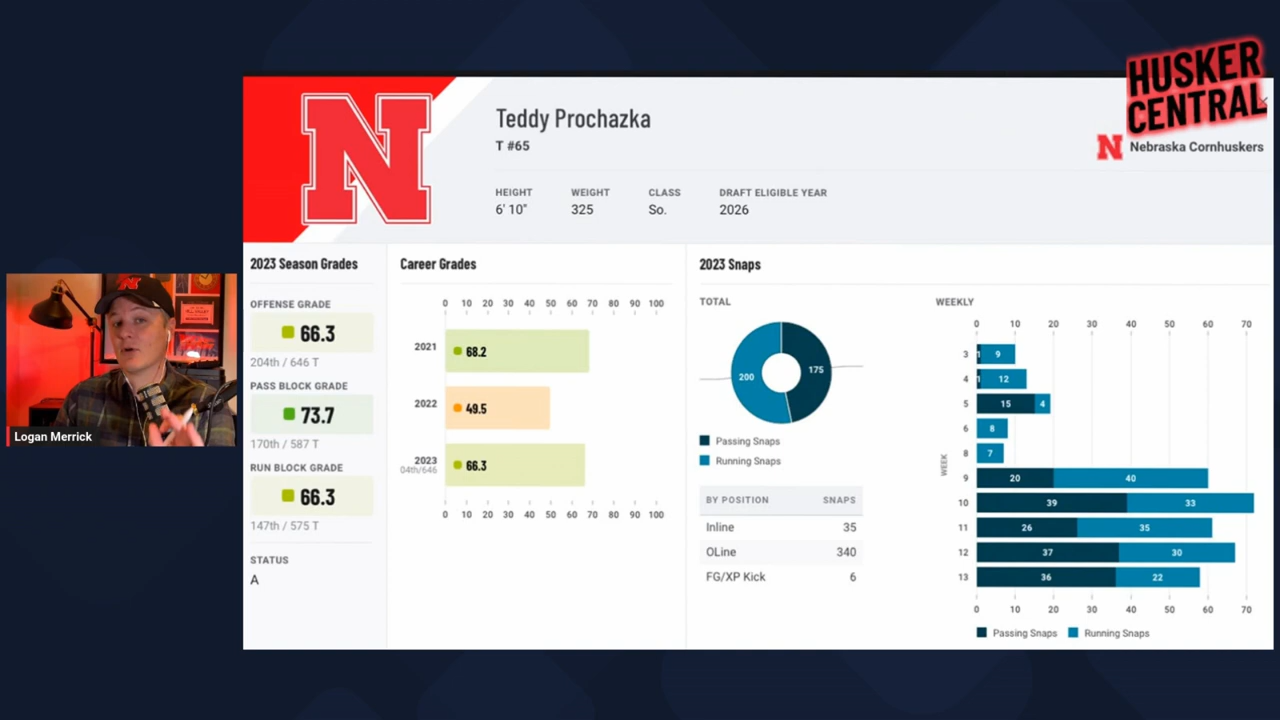 HUSKER
CENTRAL
Teddy Prochazka
T #65
N Nebraska Cornhuskers
HEIGHT WEIGHT CLASS DRAFT ELIGIBLE YEAR
6' 10" 325 So. 2026
N
2023 Season Grades
OFFENSE GRADE
66.3
204th / 646 T
PASS BLOCK GRADE
73.7
170th / 587 T
RUN BLOCK GRADE
66.3
147th / 575 T
STATUS
A
Career Grades
0 10 20 30 40 50 60 70 80 90 100
2021 68.2
2022 49.5
2023 66.3
04th/646
0 10 20 30 40 50 60 70 80 90 100
2023 Snaps
TOTAL
200 175
Passing Snaps
Running Snaps
BY POSITION SNAPS
Inline 35
OLine 340
FG/XP Kick 6
WEEKLY
0 10 20 30 40 50 60 70
3 1 9
4 1 12
5 15 4
6 8
8 7
9 20 40
10 39 33
11 26 35
12 37 30
13 36 22
WEEK
0 10 20 30 40 50 60 70
Passing Snaps Running Snaps
Logan Merrick